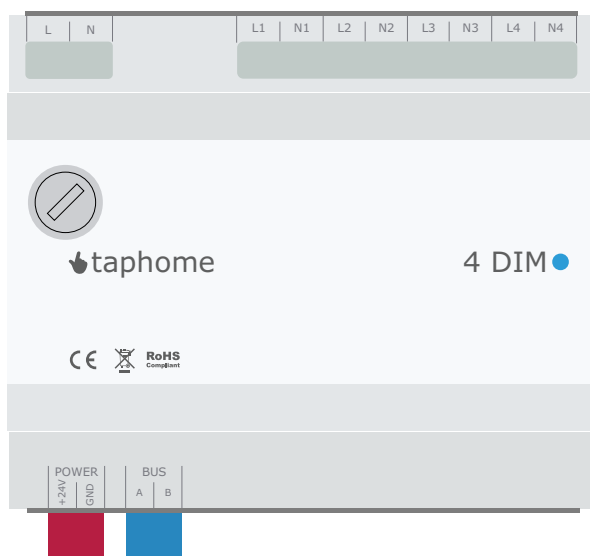 L N L1 N1 L2 N2 L3 N3 L4 N4
taphome 4 DIM
CE RoHS
Compliant
POWER BUS
+24V GND A B